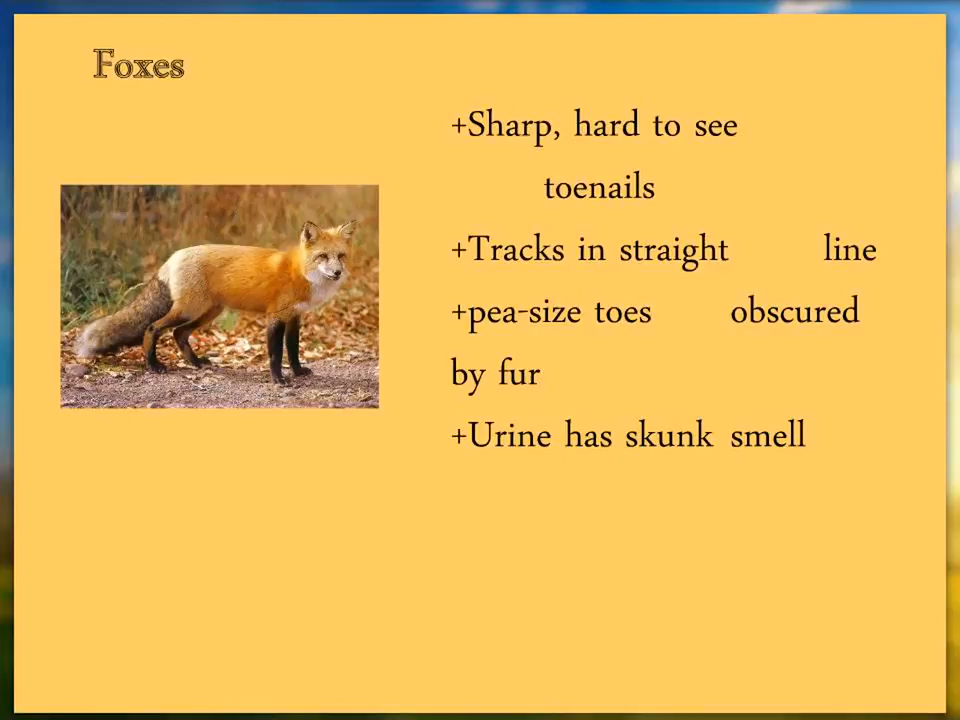 Foxes
+Sharp, hard to see
toenails
+Tracks in straight line
+pea-size toes obscured
by fur
+Urine has skunk smell